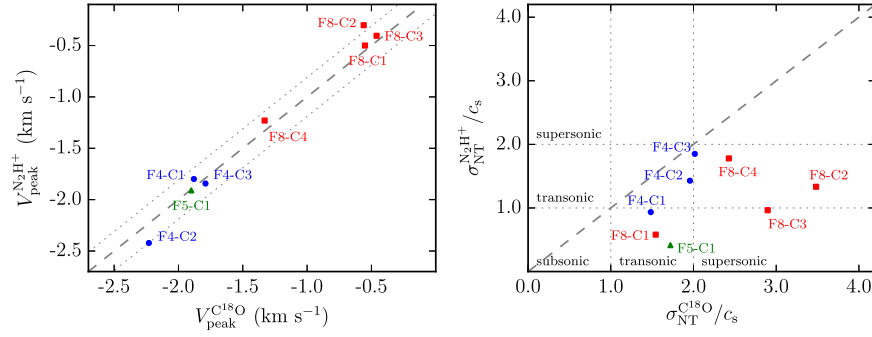 -0.5
-1.0
-1.5
-2.0
-2.5
-2.5
-2.0
-1.5
-1.0
-0.5
V_peak^{N₂H⁺} (km s⁻¹)
V_peak^{C¹⁸O} (km s⁻¹)
F8-C2
F8-C3
F8-C1
F8-C4
F4-C1
F4-C3
F5-C1
F4-C2
4.0
3.0
2.0
1.0
0.0
0.0
1.0
2.0
3.0
4.0
σ_NT^{N₂H⁺}/c_s
σ_NT^{C¹⁸O}/c_s
supersonic
F4-C3
F8-C4
F4-C2
F8-C2
transonic
F4-C1
F8-C3
F8-C1
F5-C1
subsonic
transonic
supersonic